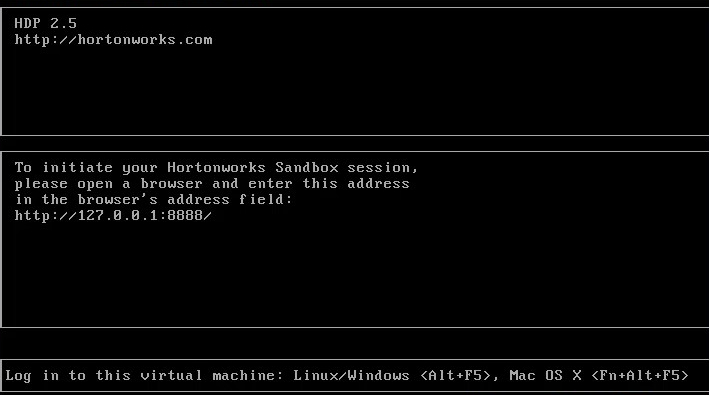 HDP 2.5
http://hortonworks.com
To initiate your Hortonworks Sandbox session,
please open a browser and enter this address
in the browser's address field:
http://127.0.0.1:8888/
Log in to this virtual machine: Linux/Windows <Alt+F5>, Mac OS X <Fn+Alt+F5>